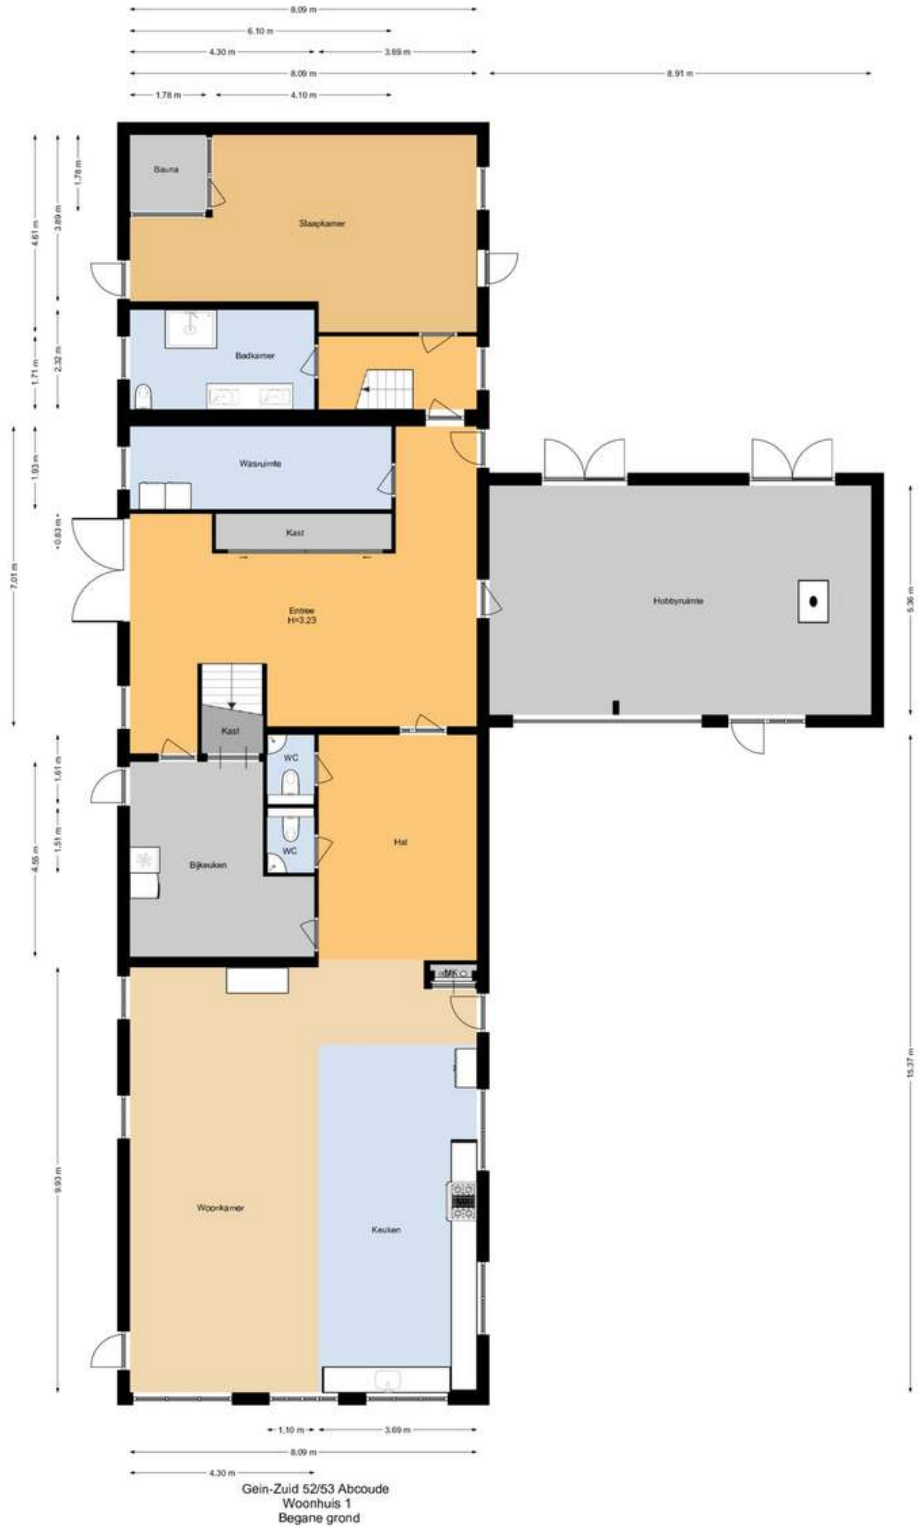 8.09 m
6.10 m
4.30 m 3.69 m
8.09 m 8.91 m
1.78 m 4.10 m
Sauna
1.78 m
Slaapkamer
3.89 m
4.61 m
Badkamer
2.32 m
1.71 m
Wasruimte
1.93 m
Kast
0.83 m
7.01 m
Entree
H=3.23
Hobbyruimte
5.36 m
Kast
WC
1.61 m
Hal
WC
1.51 m
Bijkeuken
4.55 m
MK
15.37 m
9.93 m
Woonkamer
Keuken
1.10 m 3.69 m
8.09 m
4.30 m
Gein-Zuid 52/53 Abcoude
Woonhuis 1
Begane grond